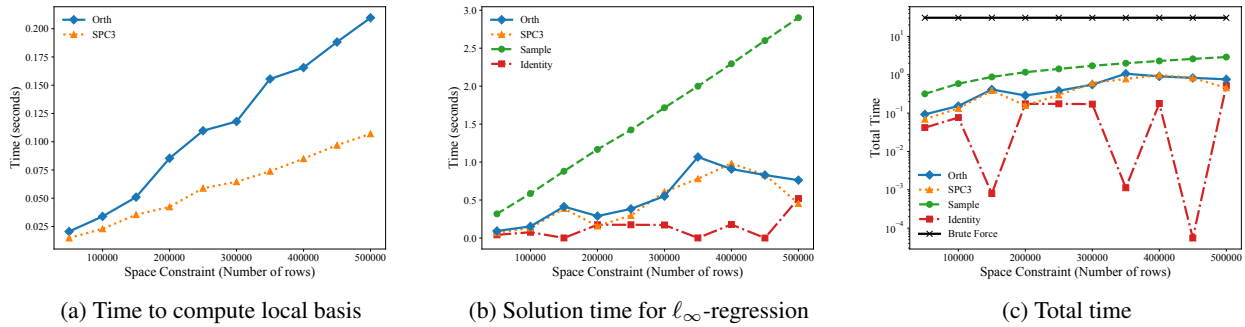 Time (seconds)
0.200
0.175
0.150
0.125
0.100
0.075
0.050
0.025
Orth
SPC3
100000 200000 300000 400000 500000
Space Constraint (Number of rows)
(a) Time to compute local basis
Time (seconds)
3.0
2.5
2.0
1.5
1.0
0.5
0.0
Orth
SPC3
Sample
Identity
100000 200000 300000 400000 500000
Space Constraint (Number of rows)
(b) Solution time for ℓ∞-regression
Total Time
10¹
10⁰
10⁻¹
10⁻²
10⁻³
10⁻⁴
Orth
SPC3
Sample
Identity
Brute Force
100000 200000 300000 400000 500000
Space Constraint (Number of rows)
(c) Total time